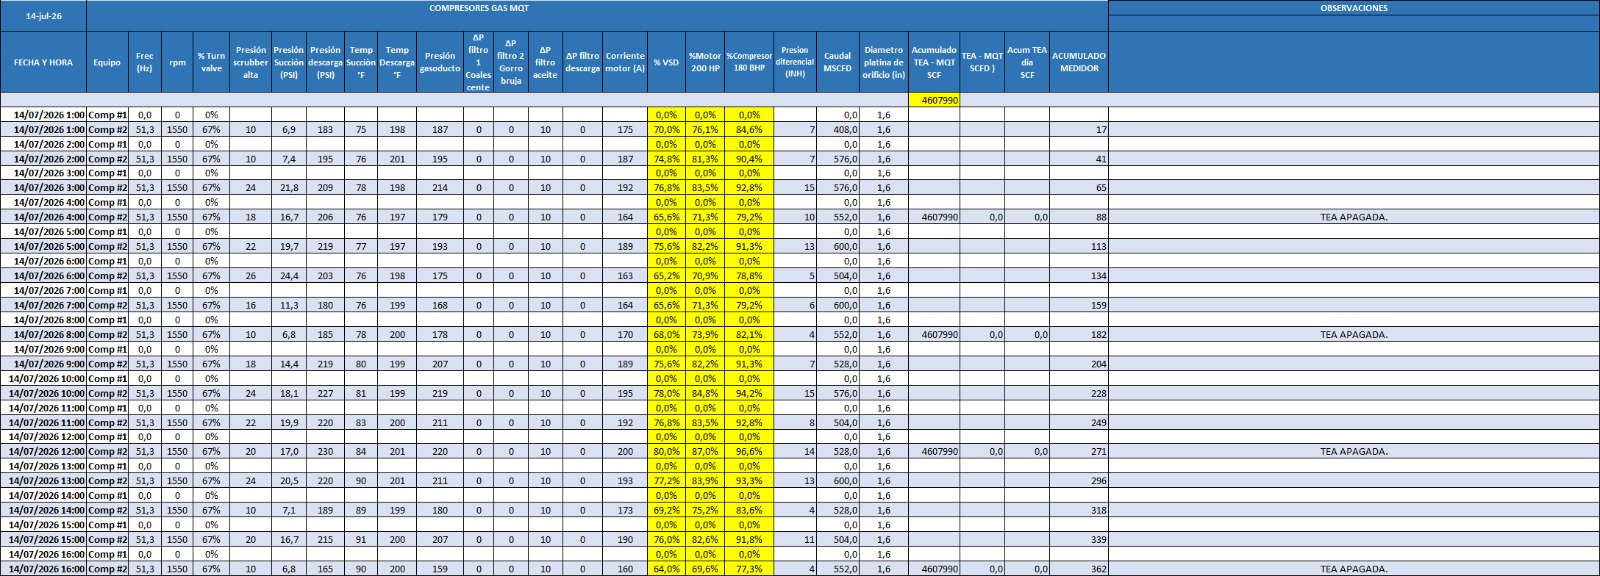 14-jul-26 COMPRESORES GAS MQT OBSERVACIONES
FECHA Y HORA Equipo Frec (Hz) rpm % Turn valve Presión scrubber alta Presión Succión (PSI) Presión descarga (PSI) Temp Succiòn °F Temp Descarga °F Presión gasoducto ΔP filtro 1 Coales cente ΔP filtro 2 Gorro bruja ΔP filtro aceite ΔP filtro descarga Corriente motor (A) % VSD %Motor 200 HP %Compresor 180 BHP Presion diferencial (INH) Caudal MSCFD Diametro platina de orificio (in) Acumulado TEA - MQT SCF TEA - MQT SCFD ) Acum TEA dia SCF ACUMULADO MEDIDOR
4607990
14/07/2026 1:00 Comp #1 0,0 0 0% 0,0% 0,0% 0,0% 0,0 1,6
14/07/2026 1:00 Comp #2 51,3 1550 67% 10 6,9 183 75 198 187 0 0 10 0 175 70,0% 76,1% 84,6% 7 408,0 1,6 17
14/07/2026 2:00 Comp #1 0,0 0 0% 0,0% 0,0% 0,0% 0,0 1,6
14/07/2026 2:00 Comp #2 51,3 1550 67% 10 7,4 195 76 201 195 0 0 10 0 187 74,8% 81,3% 90,4% 7 576,0 1,6 41
14/07/2026 3:00 Comp #1 0,0 0 0% 0,0% 0,0% 0,0% 0,0 1,6
14/07/2026 3:00 Comp #2 51,3 1550 67% 24 21,8 209 78 198 214 0 0 10 0 192 76,8% 83,5% 92,8% 15 576,0 1,6 65
14/07/2026 4:00 Comp #1 0,0 0 0% 0,0% 0,0% 0,0% 0,0 1,6
14/07/2026 4:00 Comp #2 51,3 1550 67% 18 16,7 206 76 197 179 0 0 10 0 164 65,6% 71,3% 79,2% 10 552,0 1,6 4607990 0,0 0,0 88 TEA APAGADA.
14/07/2026 5:00 Comp #1 0,0 0 0% 0,0% 0,0% 0,0% 0,0 1,6
14/07/2026 5:00 Comp #2 51,3 1550 67% 22 19,7 219 77 197 193 0 0 10 0 189 75,6% 82,2% 91,3% 13 600,0 1,6 113
14/07/2026 6:00 Comp #1 0,0 0 0% 0,0% 0,0% 0,0% 0,0 1,6
14/07/2026 6:00 Comp #2 51,3 1550 67% 26 24,4 203 76 198 175 0 0 10 0 163 65,2% 70,9% 78,8% 5 504,0 1,6 134
14/07/2026 7:00 Comp #1 0,0 0 0% 0,0% 0,0% 0,0% 0,0 1,6
14/07/2026 7:00 Comp #2 51,3 1550 67% 16 11,3 180 76 199 168 0 0 10 0 164 65,6% 71,3% 79,2% 6 600,0 1,6 159
14/07/2026 8:00 Comp #1 0,0 0 0% 0,0% 0,0% 0,0% 0,0 1,6
14/07/2026 8:00 Comp #2 51,3 1550 67% 10 6,8 185 78 200 178 0 0 10 0 170 68,0% 73,9% 82,1% 4 552,0 1,6 4607990 0,0 0,0 182 TEA APAGADA.
14/07/2026 9:00 Comp #1 0,0 0 0% 0,0% 0,0% 0,0% 0,0 1,6
14/07/2026 9:00 Comp #2 51,3 1550 67% 18 14,4 219 80 199 207 0 0 10 0 189 75,6% 82,2% 91,3% 7 528,0 1,6 204
14/07/2026 10:00 Comp #1 0,0 0 0% 0,0% 0,0% 0,0% 0,0 1,6
14/07/2026 10:00 Comp #2 51,3 1550 67% 24 18,1 227 81 199 219 0 0 10 0 195 78,0% 84,8% 94,2% 15 576,0 1,6 228
14/07/2026 11:00 Comp #1 0,0 0 0% 0,0% 0,0% 0,0% 0,0 1,6
14/07/2026 11:00 Comp #2 51,3 1550 67% 22 19,9 220 83 200 211 0 0 10 0 192 76,8% 83,5% 92,8% 8 504,0 1,6 249
14/07/2026 12:00 Comp #1 0,0 0 0% 0,0% 0,0% 0,0% 0,0 1,6
14/07/2026 12:00 Comp #2 51,3 1550 67% 20 17,0 230 84 201 220 0 0 10 0 200 80,0% 87,0% 96,6% 14 528,0 1,6 4607990 0,0 0,0 271 TEA APAGADA.
14/07/2026 13:00 Comp #1 0,0 0 0% 0,0% 0,0% 0,0% 0,0 1,6
14/07/2026 13:00 Comp #2 51,3 1550 67% 24 20,5 220 90 201 211 0 0 10 0 193 77,2% 83,9% 93,3% 13 600,0 1,6 296
14/07/2026 14:00 Comp #1 0,0 0 0% 0,0% 0,0% 0,0% 0,0 1,6
14/07/2026 14:00 Comp #2 51,3 1550 67% 10 7,1 189 89 199 180 0 0 10 0 173 69,2% 75,2% 83,6% 4 528,0 1,6 318
14/07/2026 15:00 Comp #1 0,0 0 0% 0,0% 0,0% 0,0% 0,0 1,6
14/07/2026 15:00 Comp #2 51,3 1550 67% 20 16,7 215 91 200 207 0 0 10 0 190 76,0% 82,6% 91,8% 11 504,0 1,6 339
14/07/2026 16:00 Comp #1 0,0 0 0% 0,0% 0,0% 0,0% 0,0 1,6
14/07/2026 16:00 Comp #2 51,3 1550 67% 10 6,8 165 90 200 159 0 0 10 0 160 64,0% 69,6% 77,3% 4 552,0 1,6 4607990 0,0 0,0 362 TEA APAGADA.